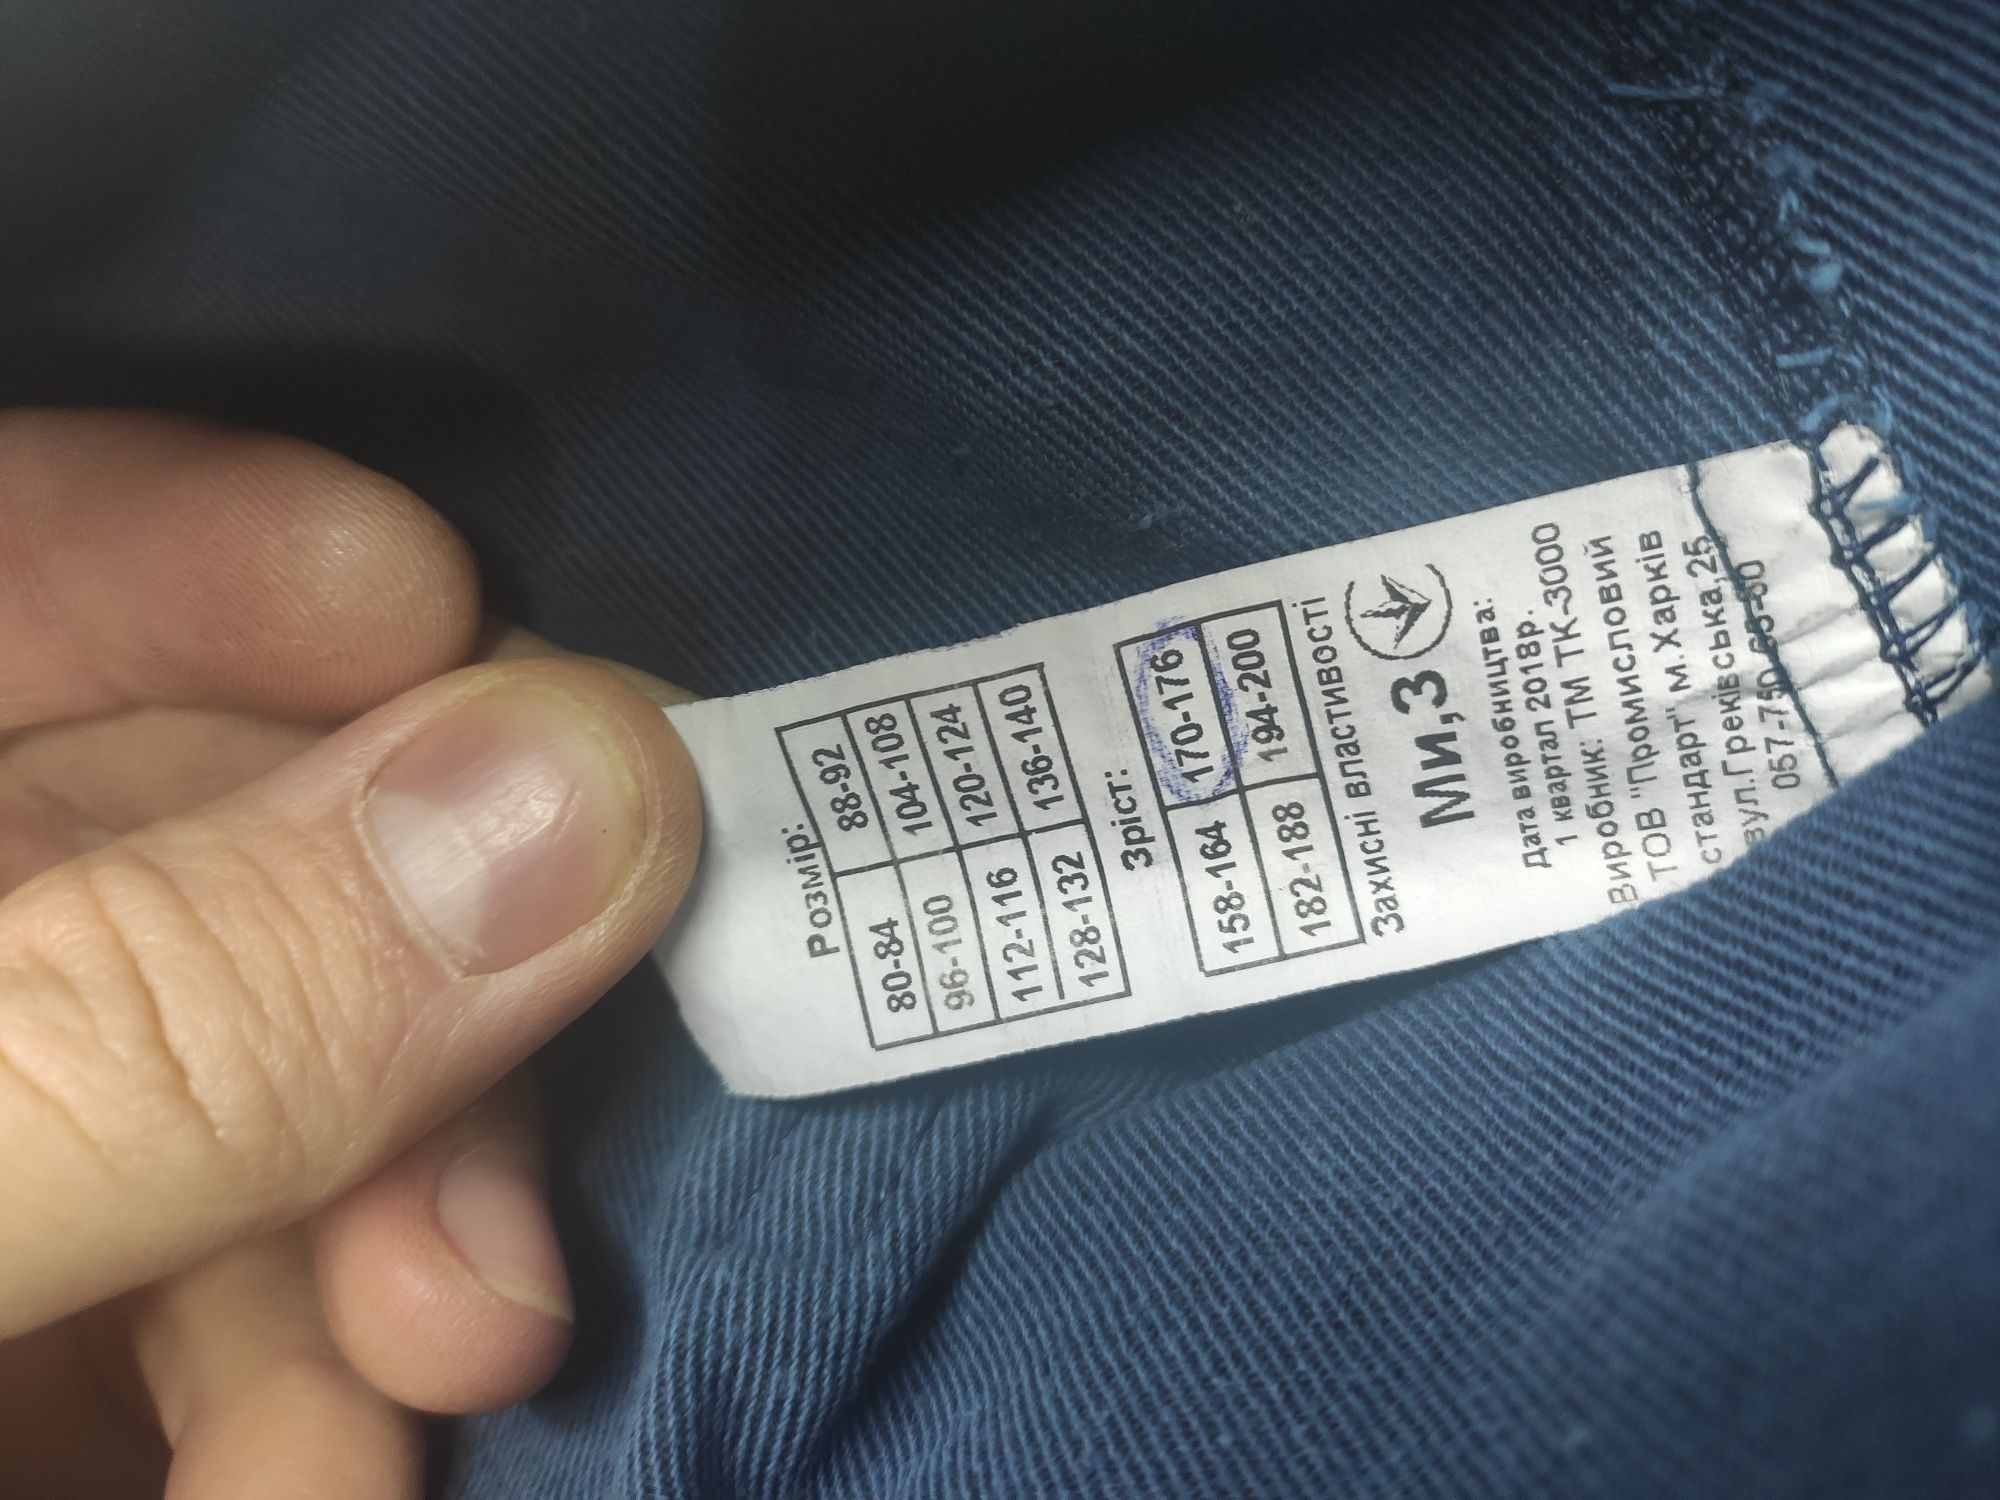 Розмір:
80-84 88-92
96-100 104-108
112-116 120-124
128-132 136-140
Зріст:
158-164 170-176
182-188 194-200
Захисні властивості
Ми,З
Дата виробництва:
1 квартал 2018р.
Виробник: ТМ ТК-3000
ТОВ "Промисловий
стандарт" м.Харків
вул.Греківська,25